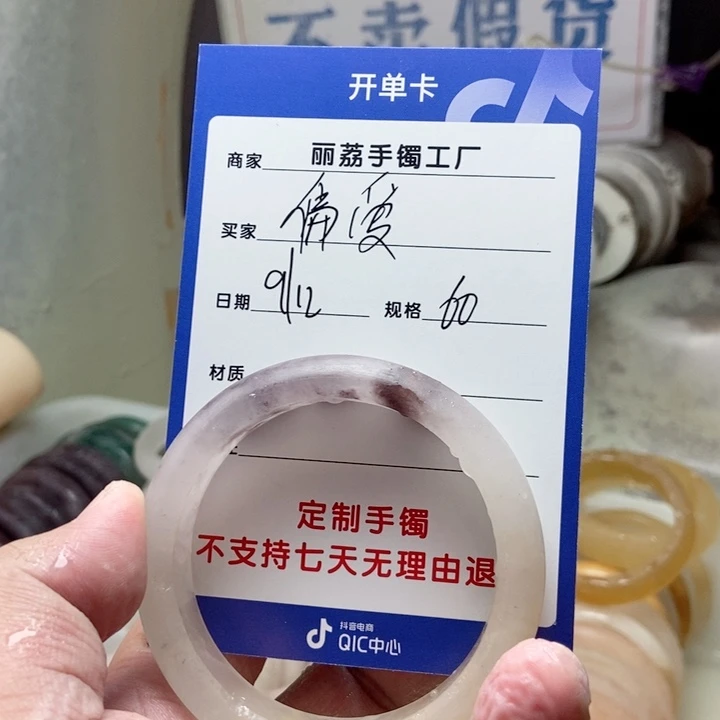 不卖假货
开单卡
商家 丽荔手镯工厂
买家 偏爱
日期 9/12 规格 60
材质
定制手镯
不支持七天无理由退
抖音电商
QIC中心